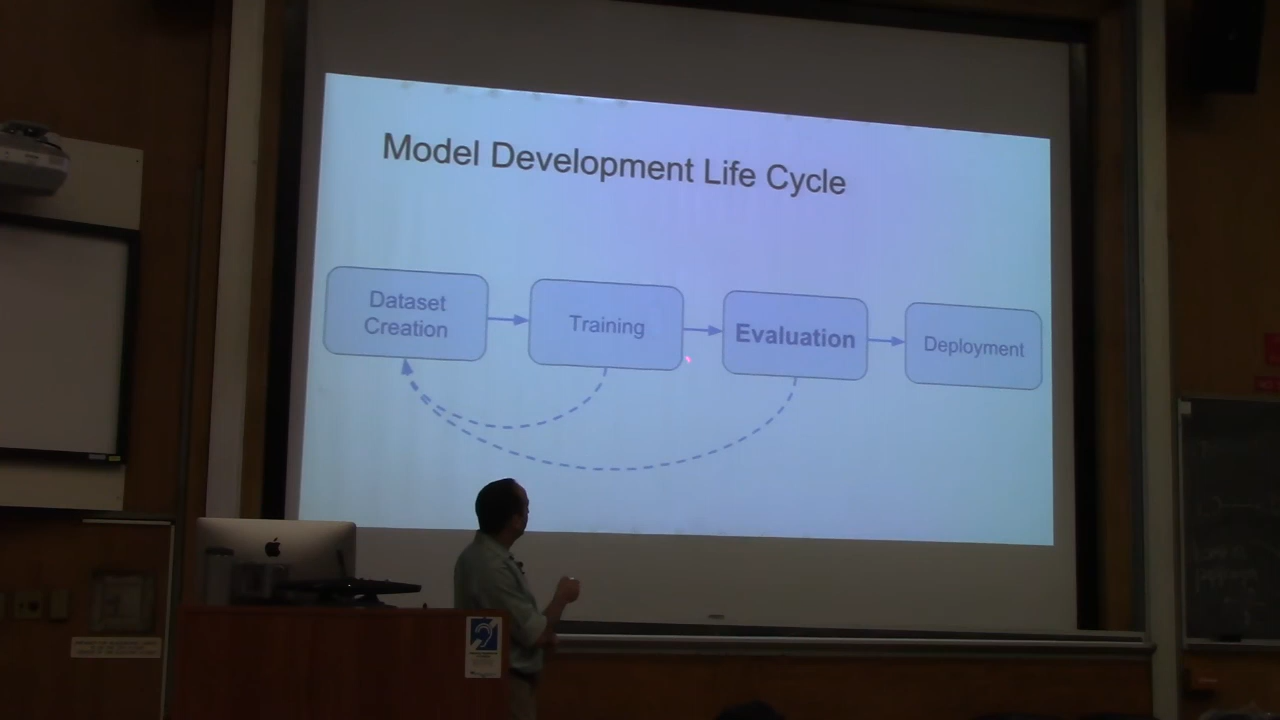 Model Development Life Cycle
Dataset
Creation
Training
Evaluation
Deployment